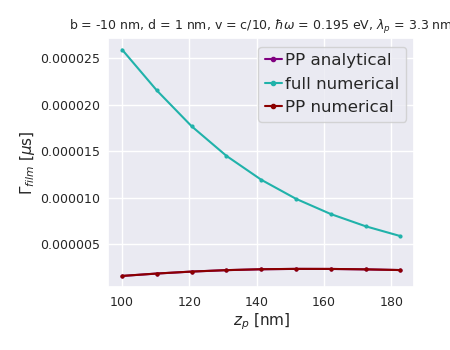 b = -10 nm, d = 1 nm, v = c/10, ℏω = 0.195 eV, λₚ = 3.3 nm
PP analytical
full numerical
PP numerical
Γ_film [μs]
0.000025
0.000020
0.000015
0.000010
0.000005
100 120 140 160 180
zₚ [nm]